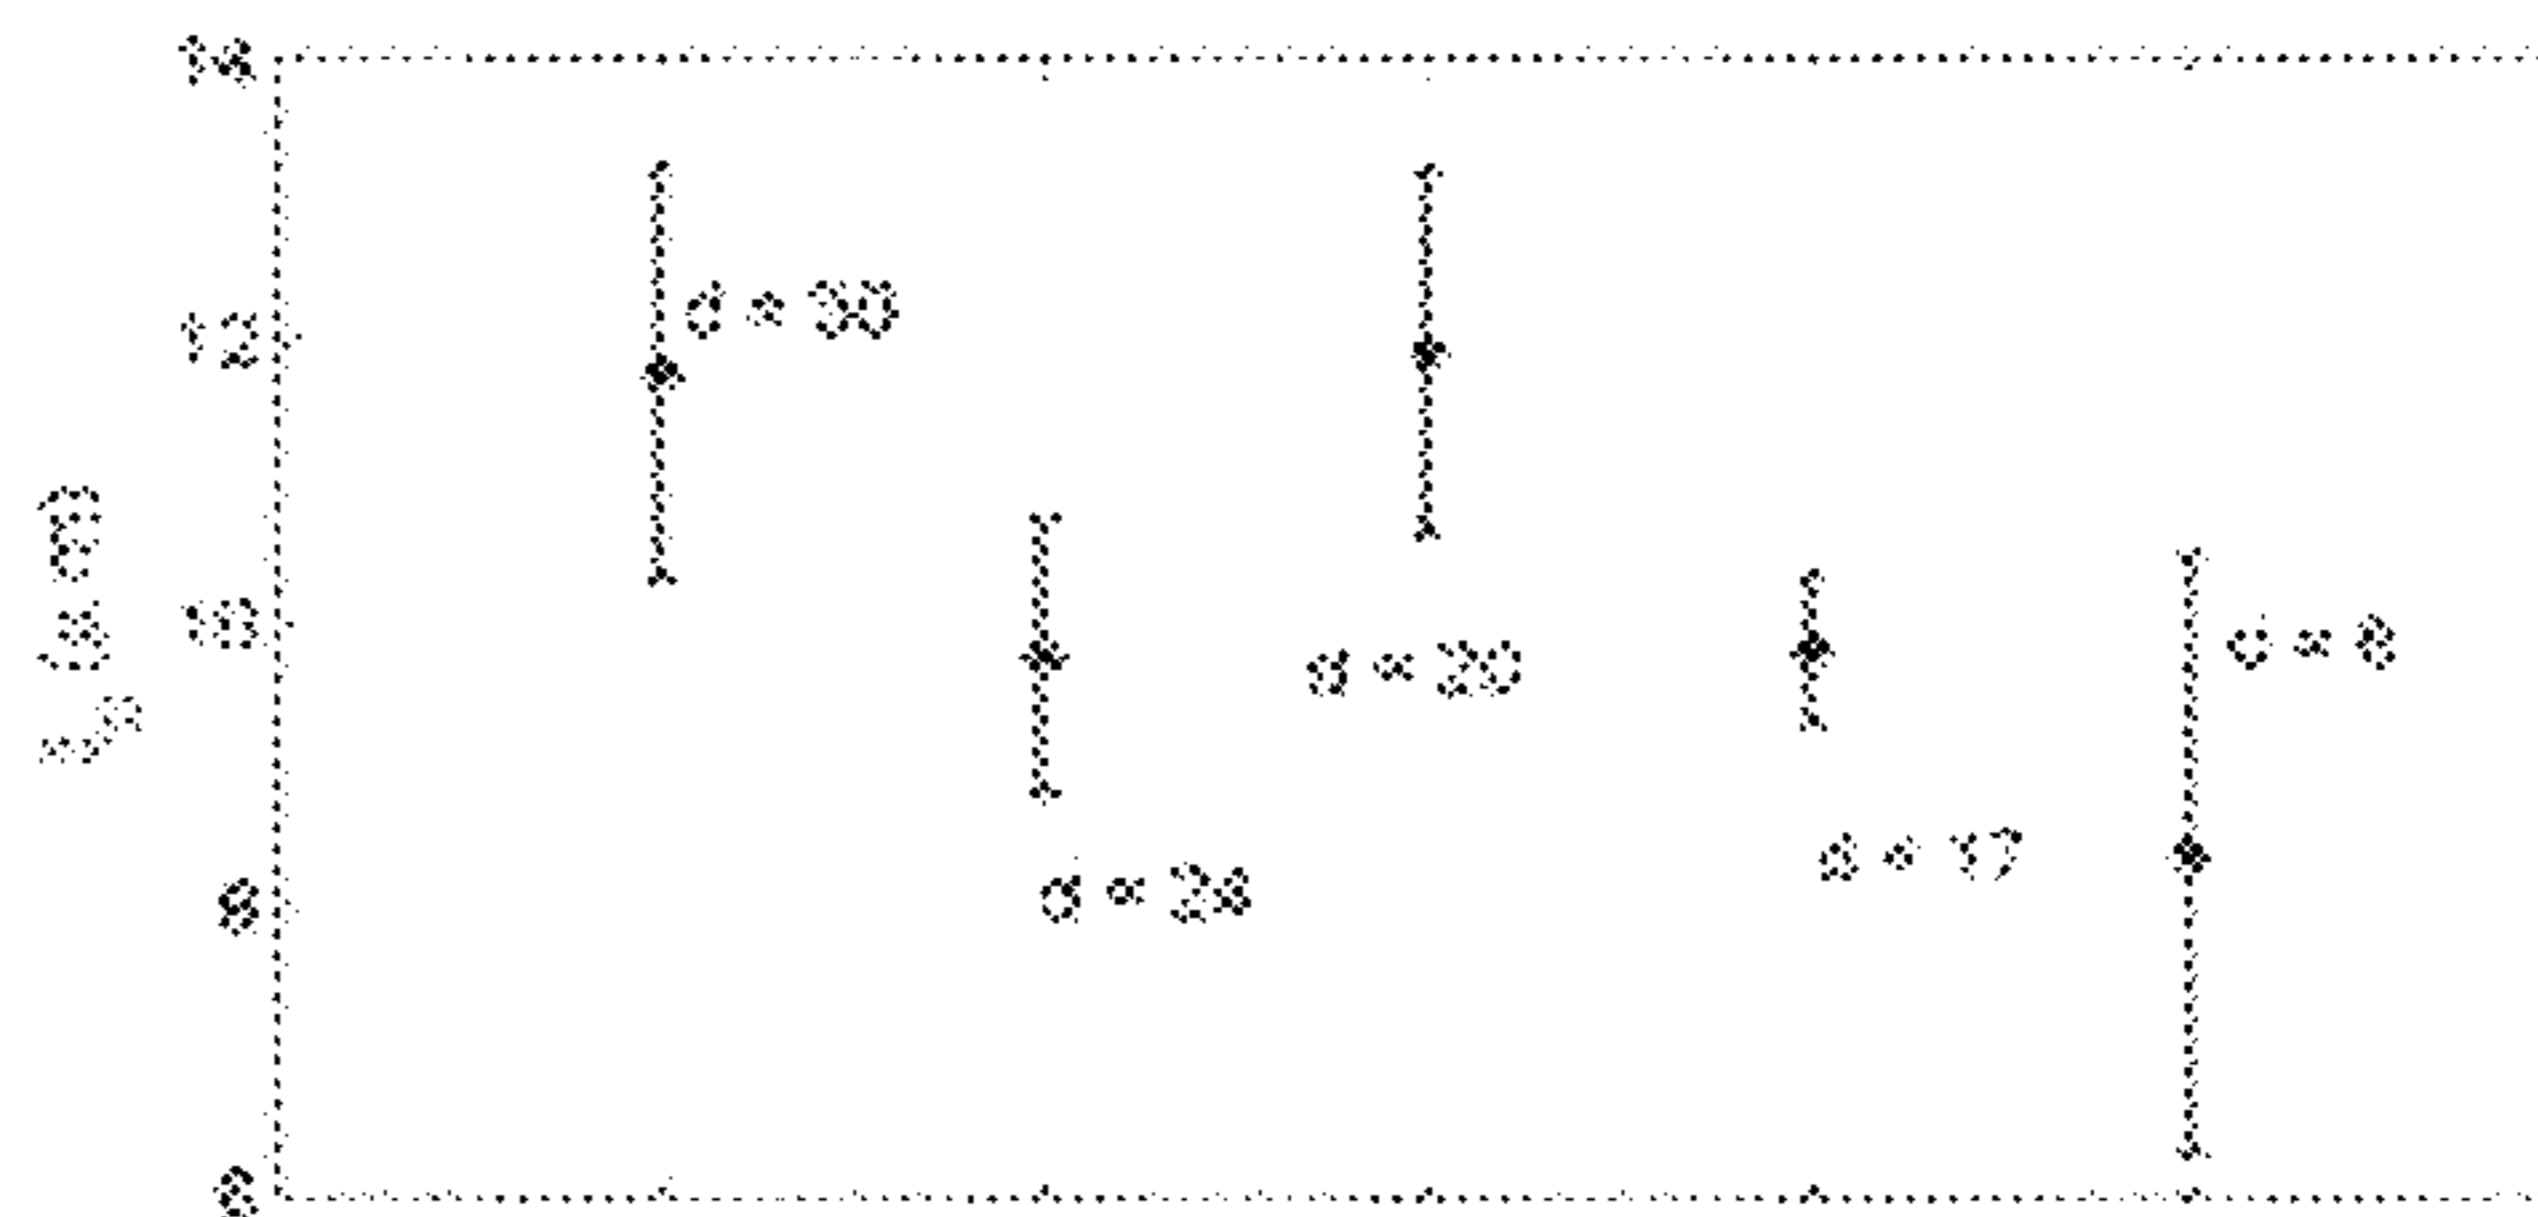 14
12
10
8
6
d = 30
d = 28
d = 20
d = 17
d = 8